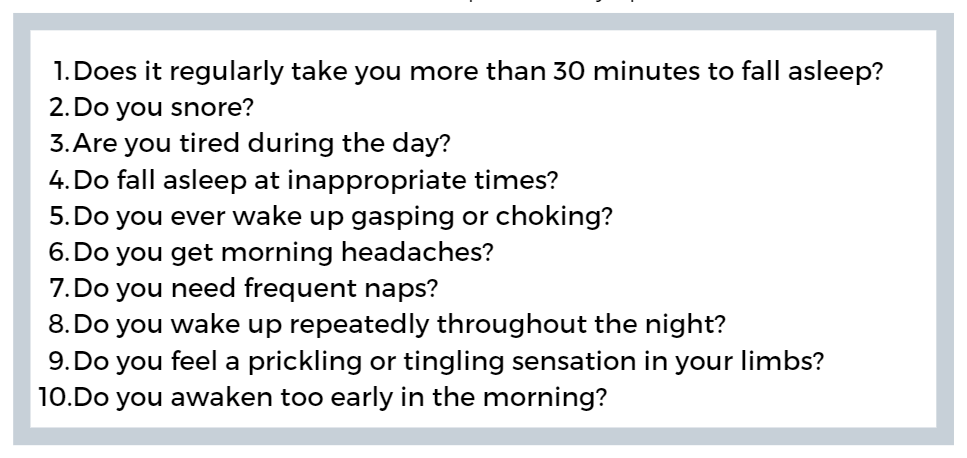 1. Does it regularly take you more than 30 minutes to fall asleep?
2. Do you snore?
3. Are you tired during the day?
4. Do fall asleep at inappropriate times?
5. Do you ever wake up gasping or choking?
6. Do you get morning headaches?
7. Do you need frequent naps?
8. Do you wake up repeatedly throughout the night?
9. Do you feel a prickling or tingling sensation in your limbs?
10. Do you awaken too early in the morning?